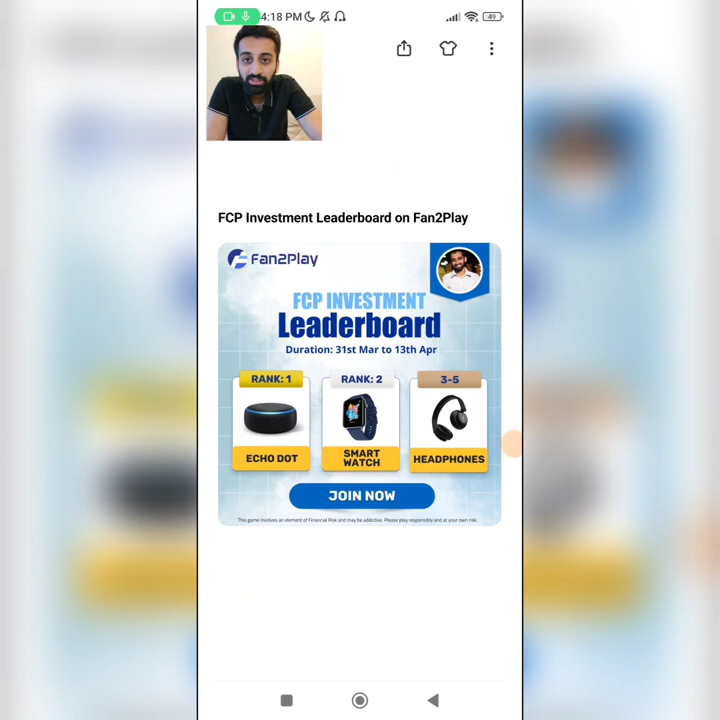 4:18 PM
49
FCP Investment Leaderboard on Fan2Play
Fan2Play
FCP INVESTMENT
Leaderboard
Duration: 31st Mar to 13th Apr
RANK: 1
RANK: 2
3-5
ECHO DOT
SMART
WATCH
HEADPHONES
JOIN NOW
This game involves an element of Financial Risk and may be addictive. Please play responsibly and at your own risk.